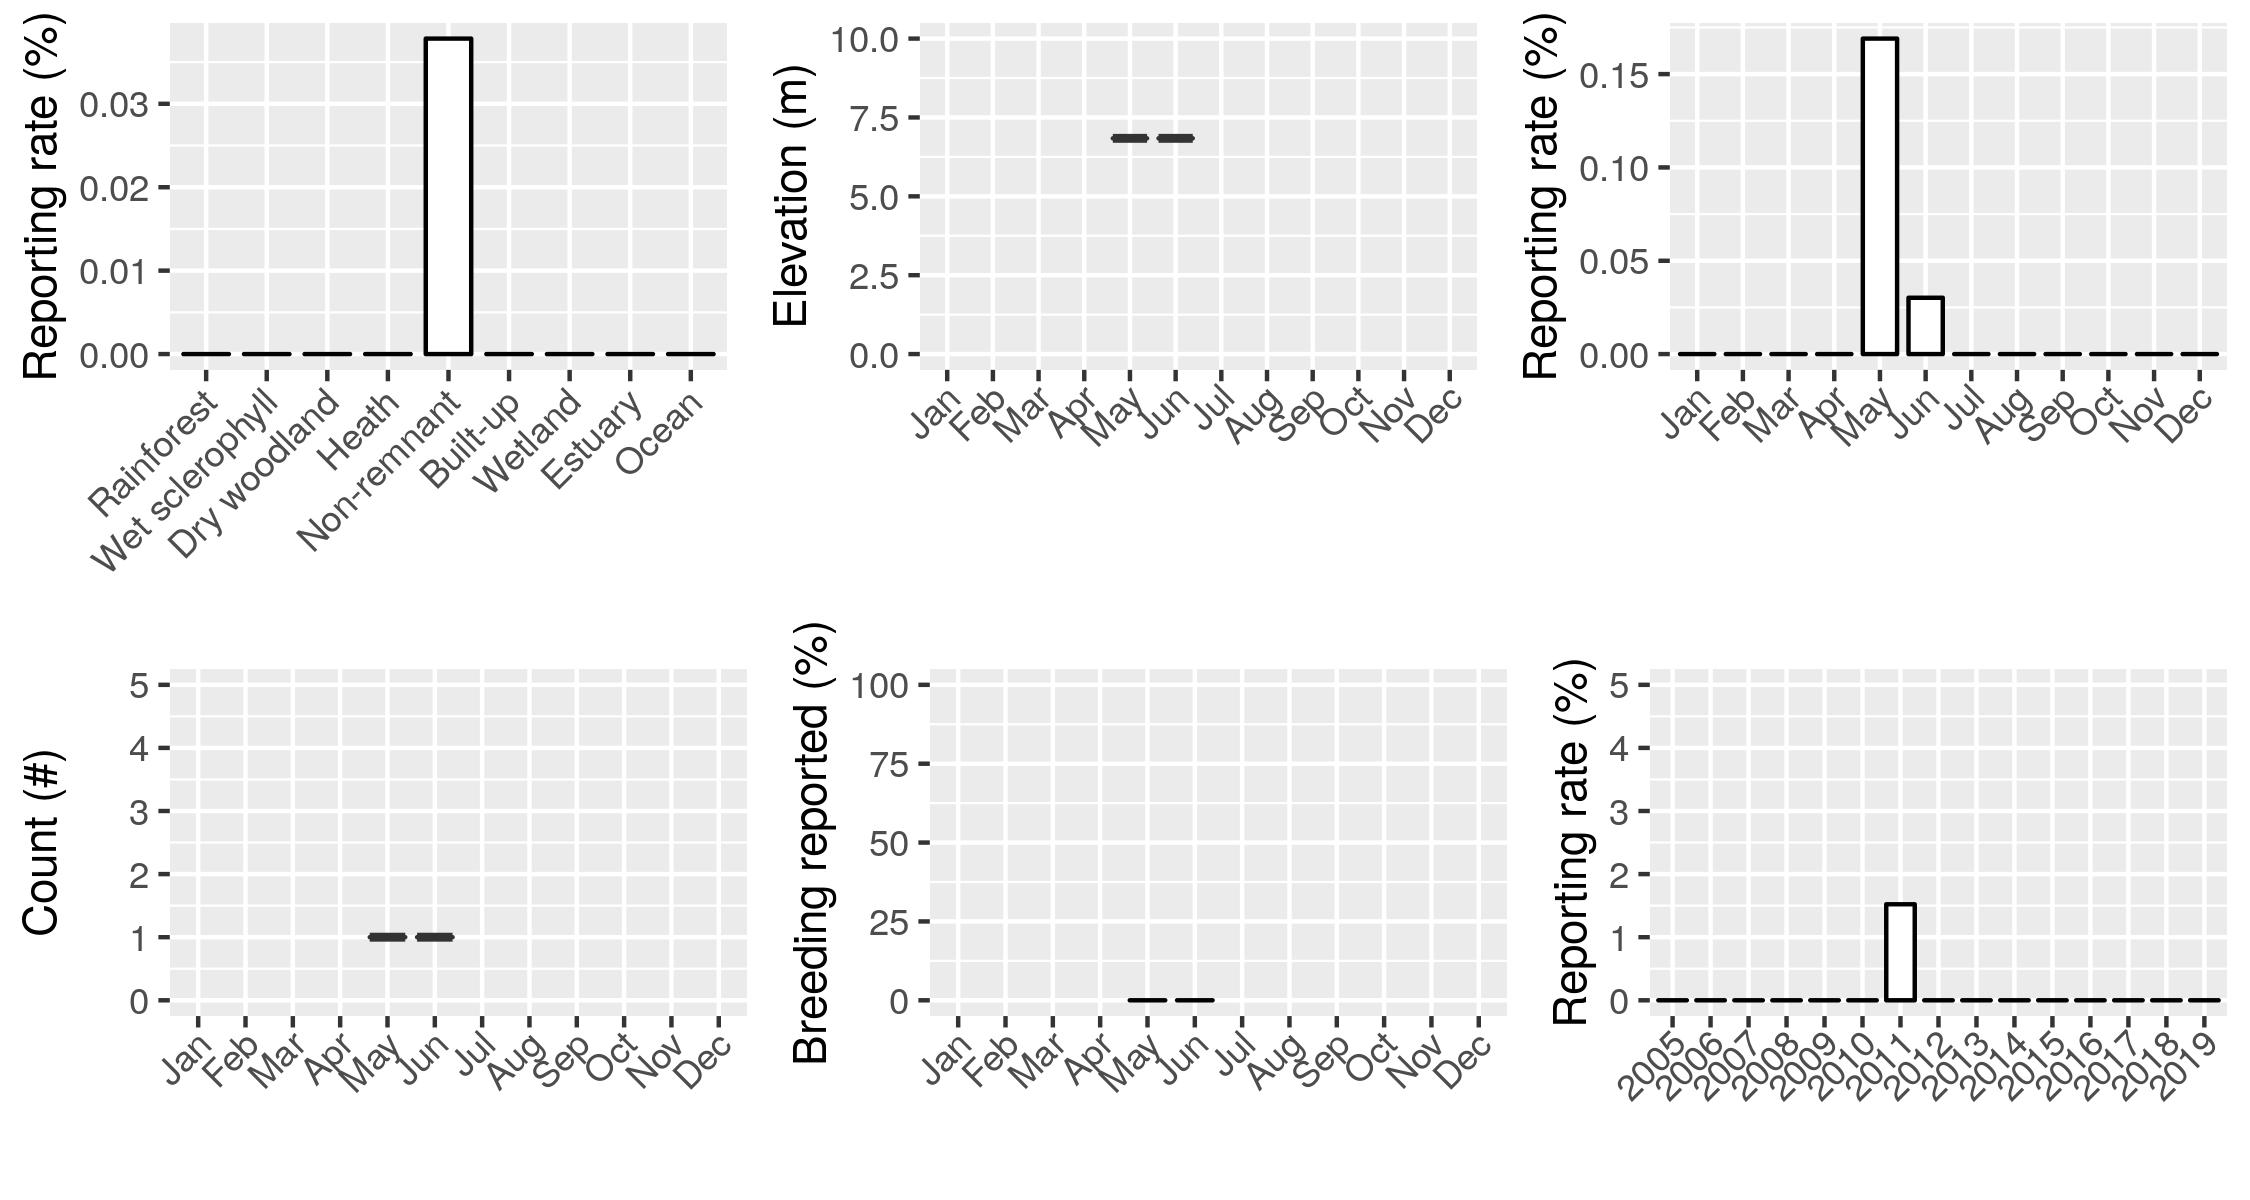 Reporting rate (%)
0.03
0.02
0.01
0.00
Rainforest
Wet sclerophyll
Dry woodland
Heath
Non-remnant
Built-up
Wetland
Estuary
Ocean
Elevation (m)
10.0
7.5
5.0
2.5
0.0
Jan
Feb
Mar
Apr
May
Jun
Jul
Aug
Sep
Oct
Nov
Dec
Reporting rate (%)
0.15
0.10
0.05
0.00
Jan
Feb
Mar
Apr
May
Jun
Jul
Aug
Sep
Oct
Nov
Dec
Count (#)
5
4
3
2
1
0
Jan
Feb
Mar
Apr
May
Jun
Jul
Aug
Sep
Oct
Nov
Dec
Breeding reported (%)
100
75
50
25
0
Jan
Feb
Mar
Apr
May
Jun
Jul
Aug
Sep
Oct
Nov
Dec
Reporting rate (%)
5
4
3
2
1
0
2005
2006
2007
2008
2009
2010
2011
2012
2013
2014
2015
2016
2017
2018
2019